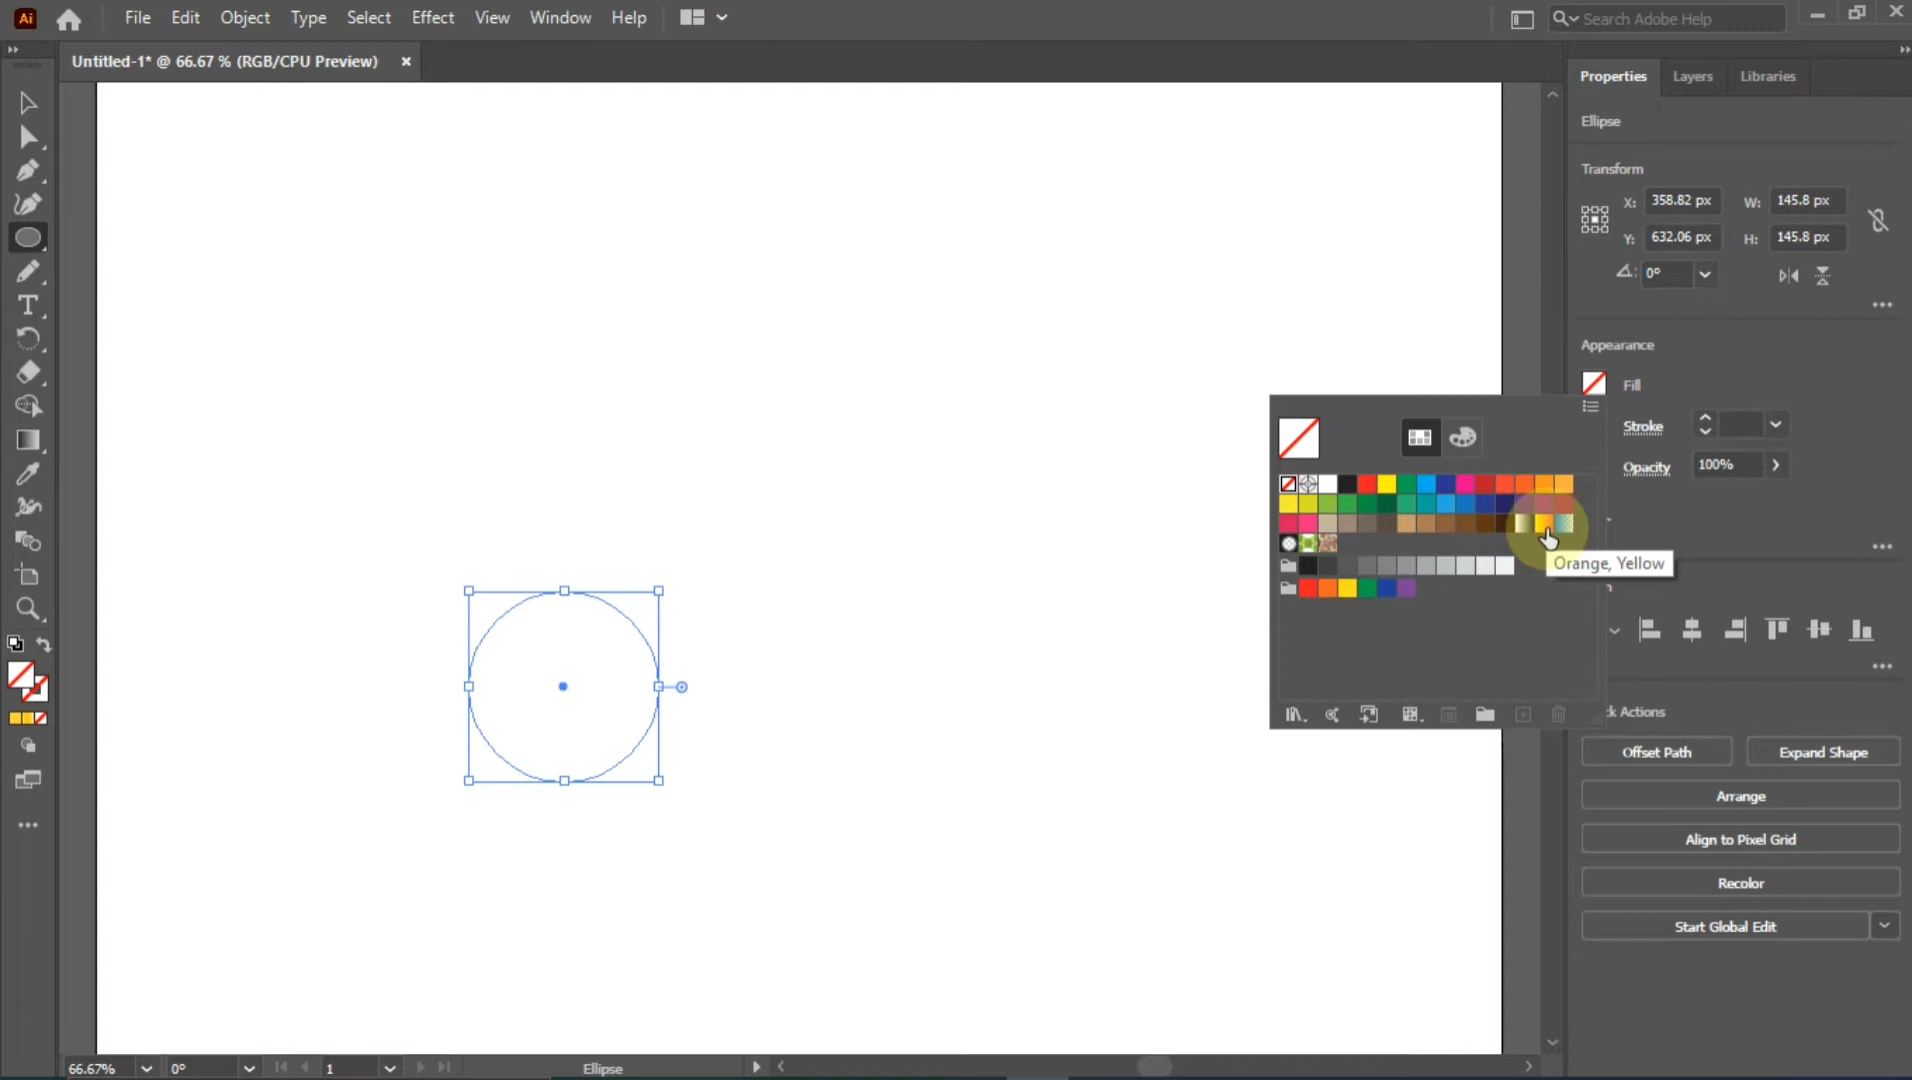 Ai File Edit Object Type Select Effect View Window Help Search Adobe Help
Untitled-1* @ 66.67 % (RGB/CPU Preview) ×
Properties Layers Libraries
Ellipse
Transform
X: 358.82 px W: 145.8 px
Y: 632.06 px H: 145.8 px
0°
Appearance
Fill
Stroke
Opacity 100%
Orange, Yellow
Actions
Offset Path Expand Shape
Arrange
Align to Pixel Grid
Recolor
Start Global Edit
66.67% 0° 1 Ellipse